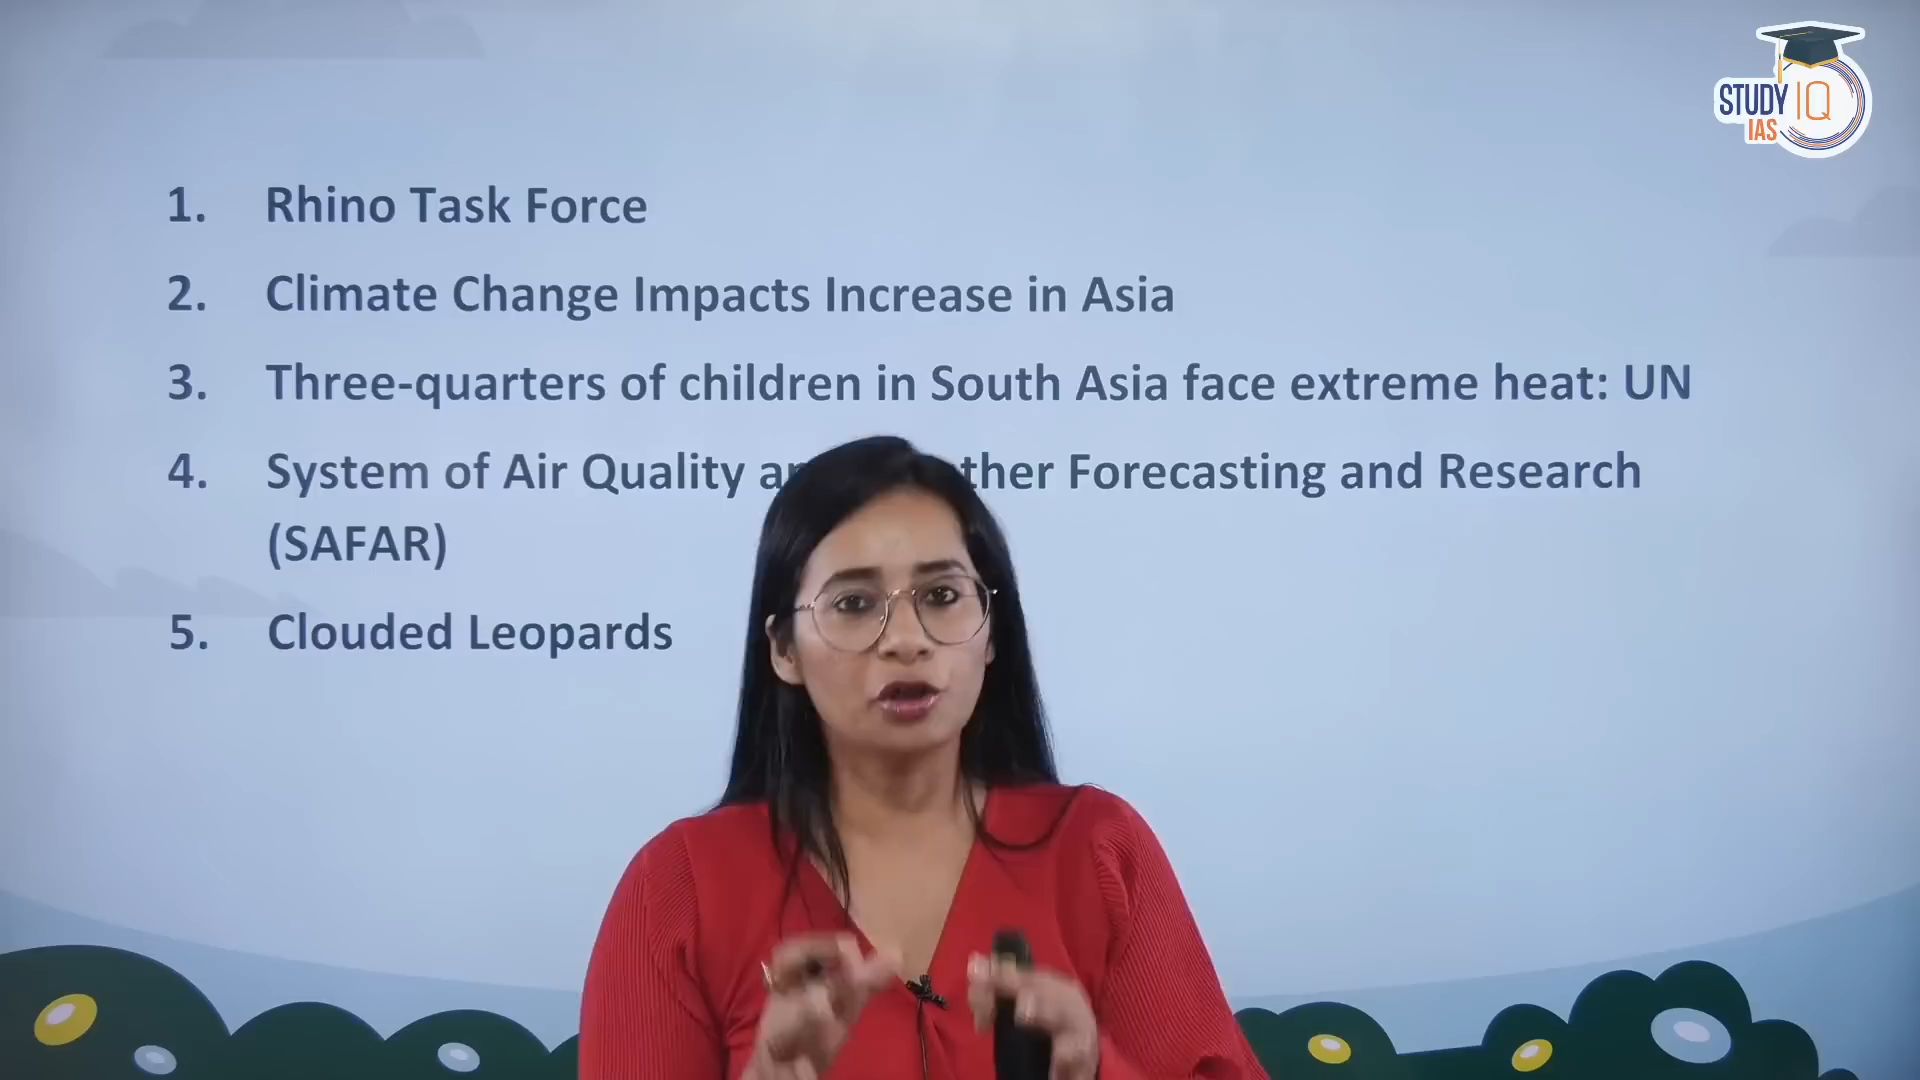 STUDY IQ
IAS
1. Rhino Task Force
2. Climate Change Impacts Increase in Asia
3. Three-quarters of children in South Asia face extreme heat: UN
4. System of Air Quality Forecasting and Research
(SAFAR)
5. Clouded Leopards